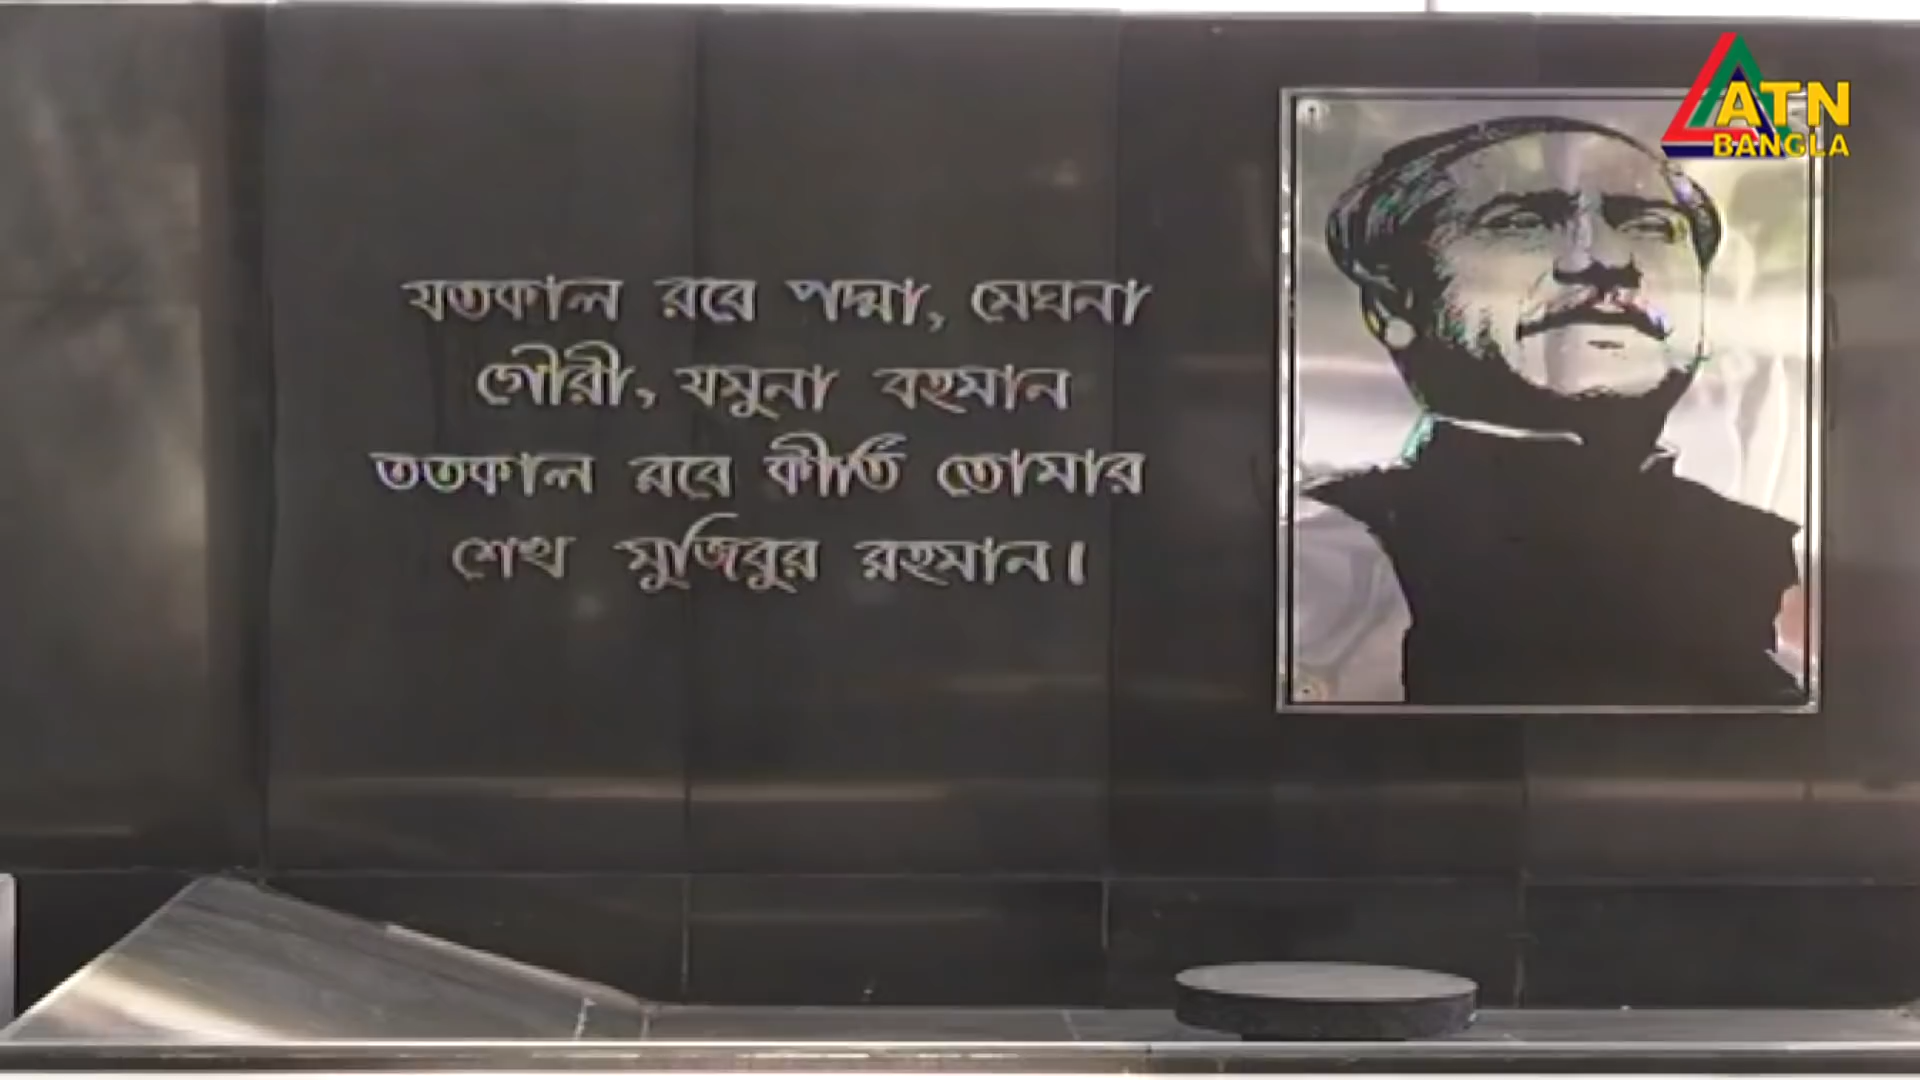 যতকাল রবে পদ্মা, মেঘনা
গৌরী, যমুনা বহমান
ততকাল রবে কীর্তি তোমার
শেখ মুজিবুর রহমান।
ATN
BANGLA